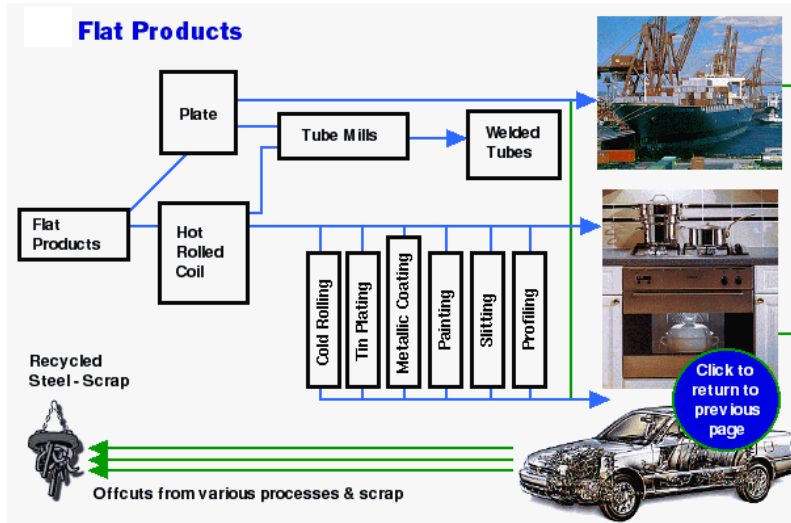 Flat Products
Plate
Tube Mills
Welded
Tubes
Flat
Products
Hot
Rolled
Coil
Cold Rolling
Tin Plating
Metallic Coating
Painting
Slitting
Profiling
Recycled
Steel - Scrap
Click to
return to
previous
page
Offcuts from various processes & scrap